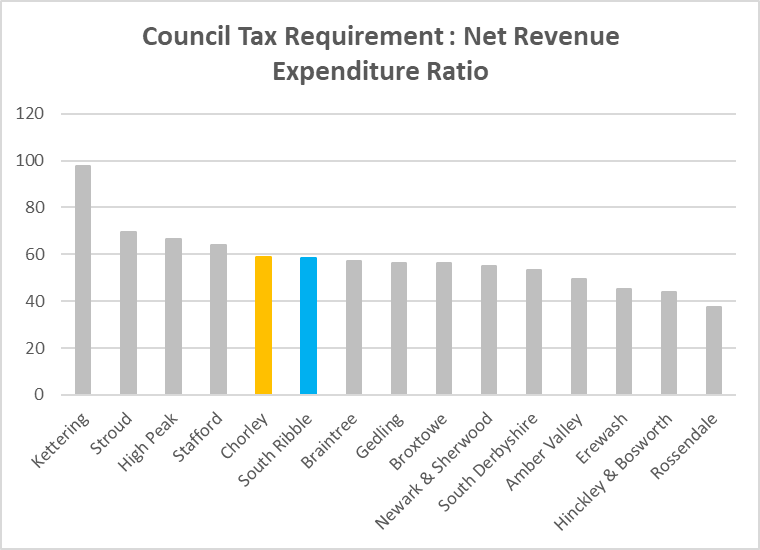 Council Tax Requirement : Net Revenue
Expenditure Ratio
120
100
80
60
40
20
0
Kettering
Stroud
High Peak
Stafford
Chorley
South Ribble
Braintree
Gedling
Broxtowe
Newark & Sherwood
South Derbyshire
Amber Valley
Erewash
Hinckley & Bosworth
Rossendale